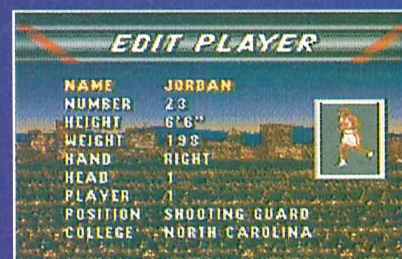 EDIT PLAYER
NAME JORDAN
NUMBER 23
HEIGHT 6'6"
WEIGHT 198
HAND RIGHT
HEAD 1
PLAYER 1
POSITION SHOOTING GUARD
COLLEGE NORTH CAROLINA